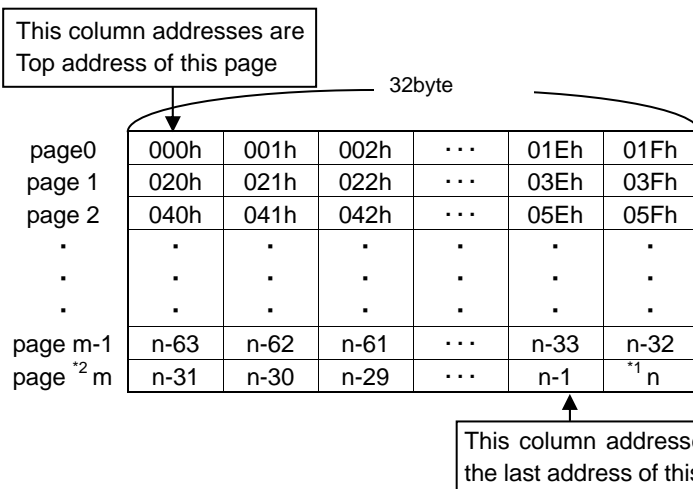 This column addresses are
Top address of this page
32byte
page0 000h 001h 002h ··· 01Eh 01Fh
page 1 020h 021h 022h ··· 03Eh 03Fh
page 2 040h 041h 042h ··· 05Eh 05Fh
· · · · · · ·
· · · · · · ·
· · · · · · ·
page m-1 n-63 n-62 n-61 ··· n-33 n-32
page *2 m n-31 n-30 n-29 ··· n-1 *1 n
This column
the last address of